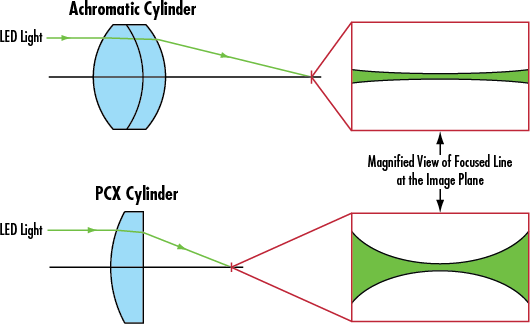 Achromatic Cylinder
LED Light
Magnified View of Focused Line
at the Image Plane
PCX Cylinder
LED Light